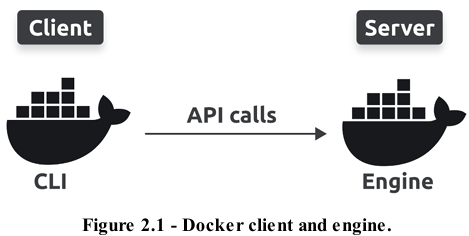 Client
Server
API calls
CLI
Engine
Figure 2.1 - Docker client and engine.